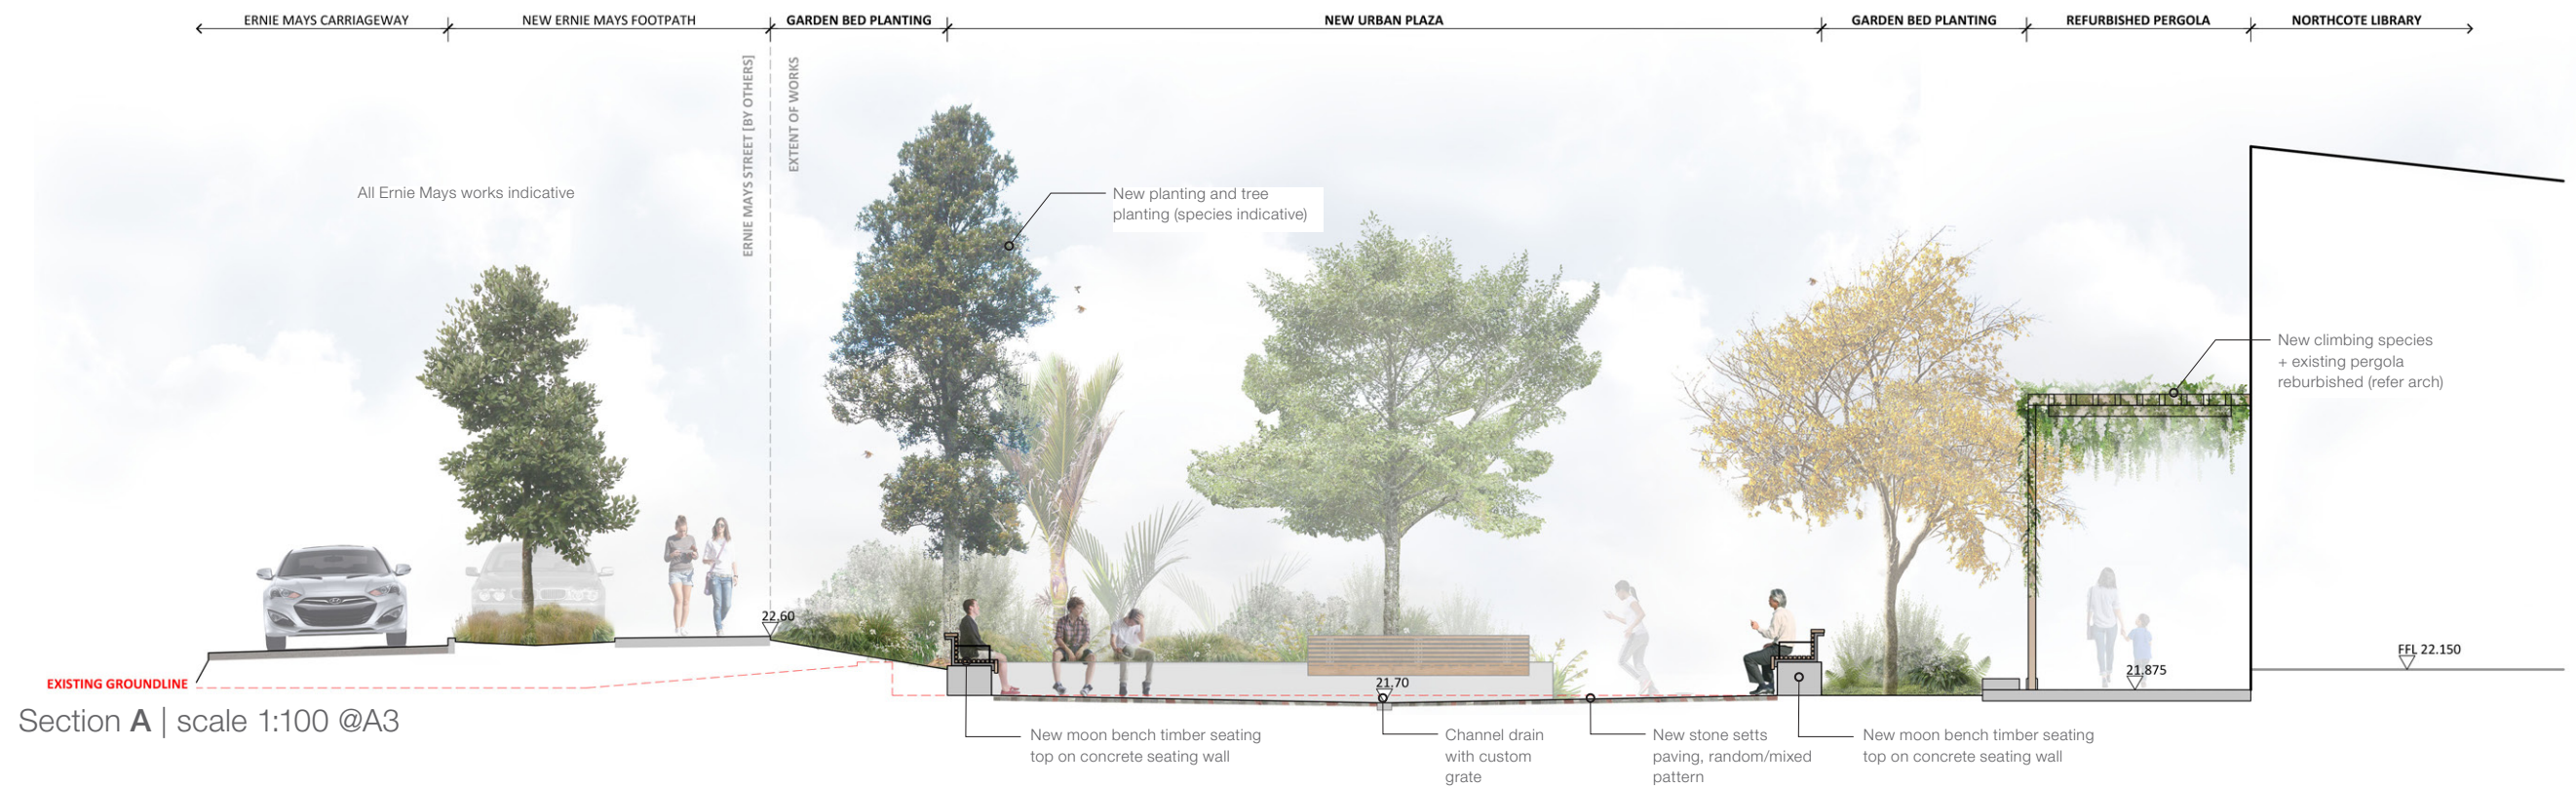 ERNIE MAYS CARRIAGEWAY
NEW ERNIE MAYS FOOTPATH
GARDEN BED PLANTING
NEW URBAN PLAZA
GARDEN BED PLANTING
REFURBISHED PERGOLA
NORTHCOTE LIBRARY
ERNIE MAYS STREET [BY OTHERS]
EXTENT OF WORKS
All Ernie Mays works indicative
New planting and tree
planting (species indicative)
New climbing species
+ existing pergola
reburbished (refer arch)
22.60
FFL 22.150
21.875
21.70
EXISTING GROUNDLINE
Section A | scale 1:100 @A3
New moon bench timber seating
top on concrete seating wall
Channel drain
with custom
grate
New stone setts
paving, random/mixed
pattern
New moon bench timber seating
top on concrete seating wall